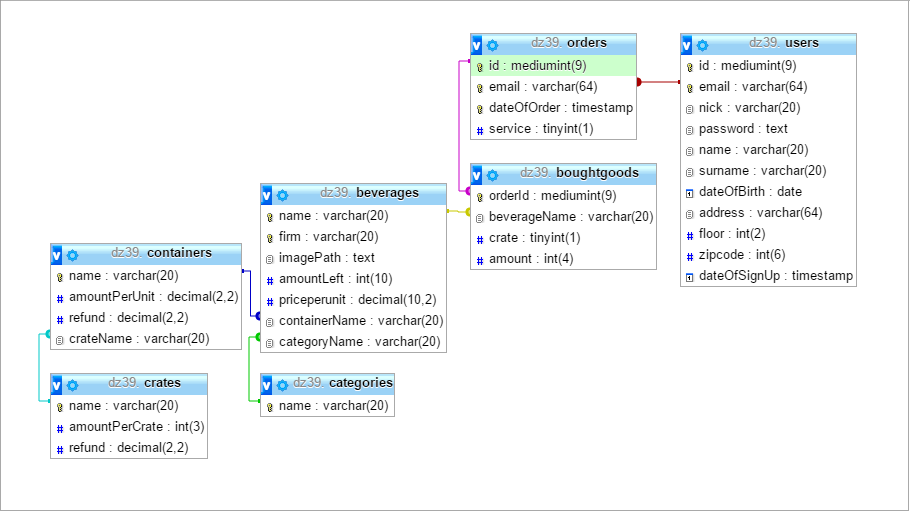 dz39. orders
id : mediumint(9)
email : varchar(64)
dateOfOrder : timestamp
service : tinyint(1)
dz39. users
id : mediumint(9)
email : varchar(64)
nick : varchar(20)
password : text
name : varchar(20)
surname : varchar(20)
dateOfBirth : date
address : varchar(64)
floor : int(2)
zipcode : int(6)
dateOfSignUp : timestamp
dz39. boughtgoods
orderId : mediumint(9)
beverageName : varchar(20)
crate : tinyint(1)
amount : int(4)
dz39. beverages
name : varchar(20)
firm : varchar(20)
imagePath : text
amountLeft : int(10)
priceperunit : decimal(10,2)
containerName : varchar(20)
categoryName : varchar(20)
dz39. containers
name : varchar(20)
amountPerUnit : decimal(2,2)
refund : decimal(2,2)
crateName : varchar(20)
dz39. crates
name : varchar(20)
amountPerCrate : int(3)
refund : decimal(2,2)
dz39. categories
name : varchar(20)